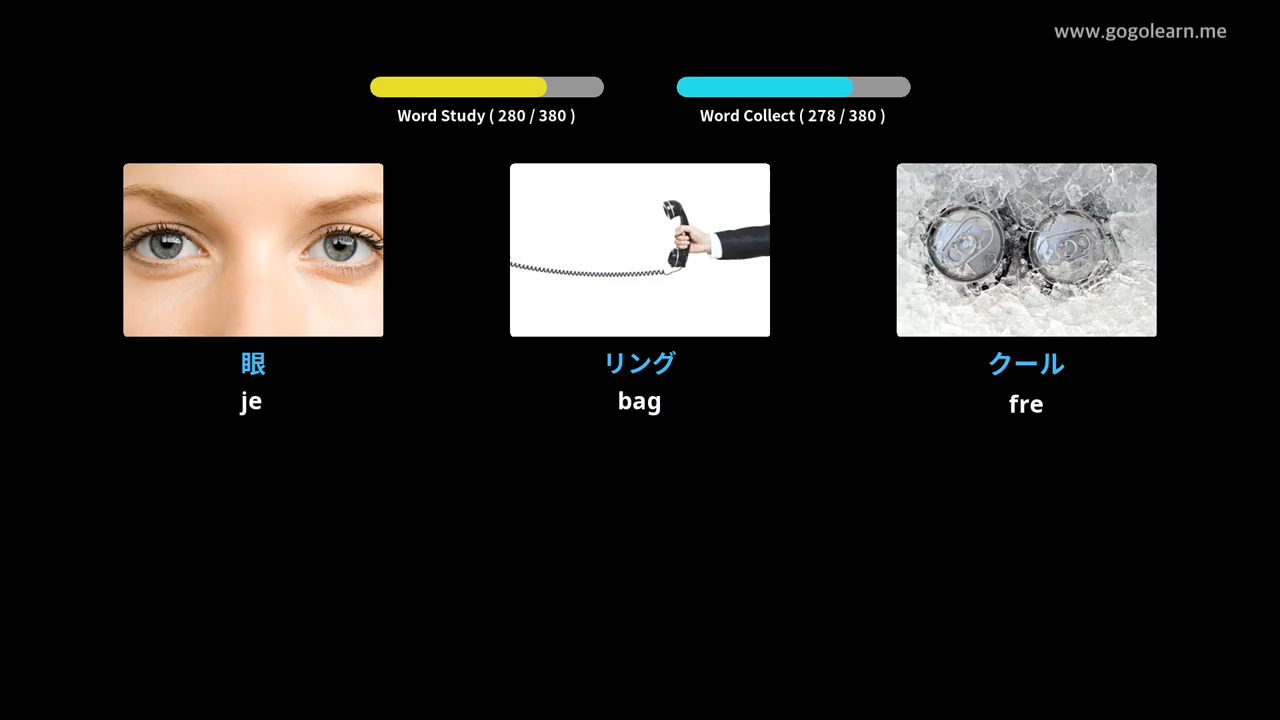 www.gogolearn.me
Word Study ( 280 / 380 )
Word Collect ( 278 / 380 )
眼
je
リング
bag
クール
fre